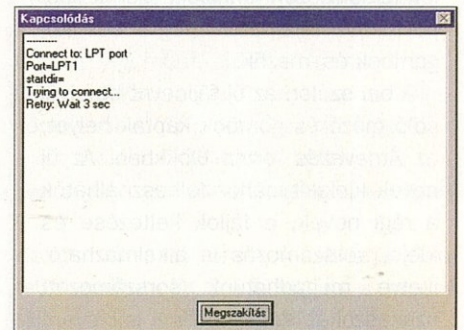 Kapcsolódás
----------
Connect to: LPT port
Port=LPT1
startdir=
Trying to connect...
Retry: Wait 3 sec
Megszakítás